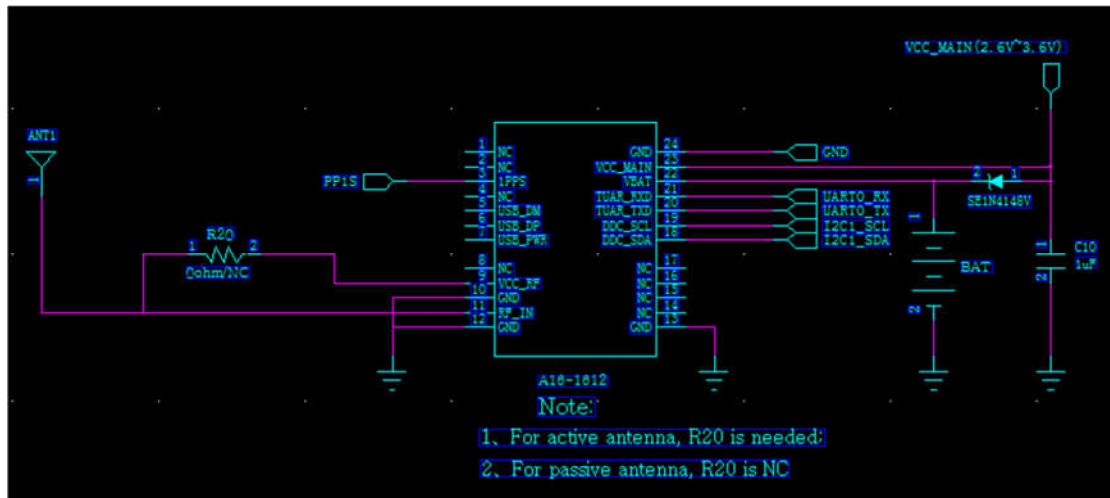 VCC_MAIN(2.6V~3.6V)
ANT1
1
PP1S
R20
1 2
0ohm/NC
1 NC
2 NC
3 1PPS
4 NC
5 USB_DM
6 USB_DP
7 USB_PWR
8 NC
9 VCC_RF
10 GND
11 RF_IN
12 GND
24 GND
23 VCC_MAIN
22 VBAT
21 TUAR_RXD
20 TUAR_TXD
19 DDC_SCL
18 DDC_SDA
17 NC
16 NC
15 NC
14 NC
13 GND
GND
UART0_RX
UART0_TX
I2C1_SCL
I2C1_SDA
2 1
SE1N4148V
1
BAT
2
1
C10
1uF
2
A16-1612
Note:
1、For active antenna, R20 is needed;
2、For passive antenna, R20 is NC